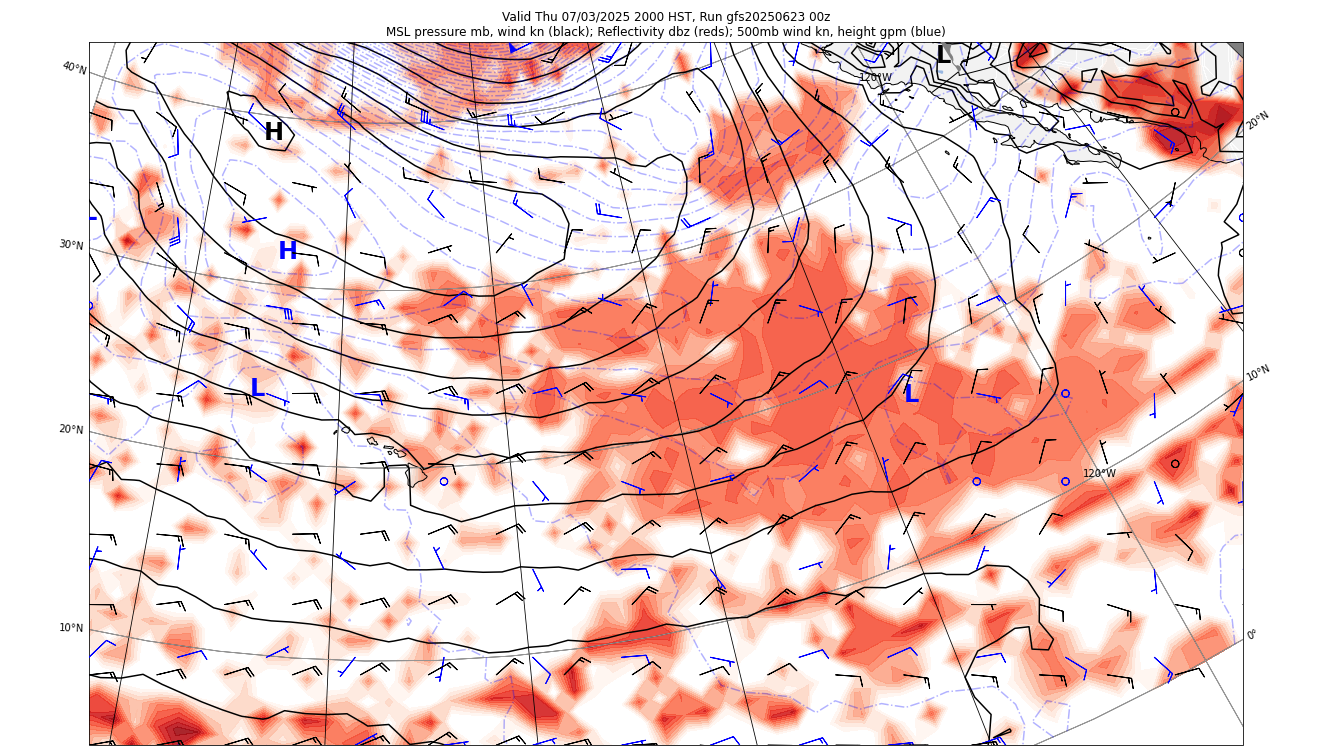 Valid Thu 07/03/2025 2000 HST, Run gfs20250623 00z
MSL pressure mb, wind kn (black); Reflectivity dbz (reds); 500mb wind kn, height gpm (blue)
L
40°N
120°W
20°N
H
30°N
H
10°N
L
L
20°N
120°W
10°N
0°